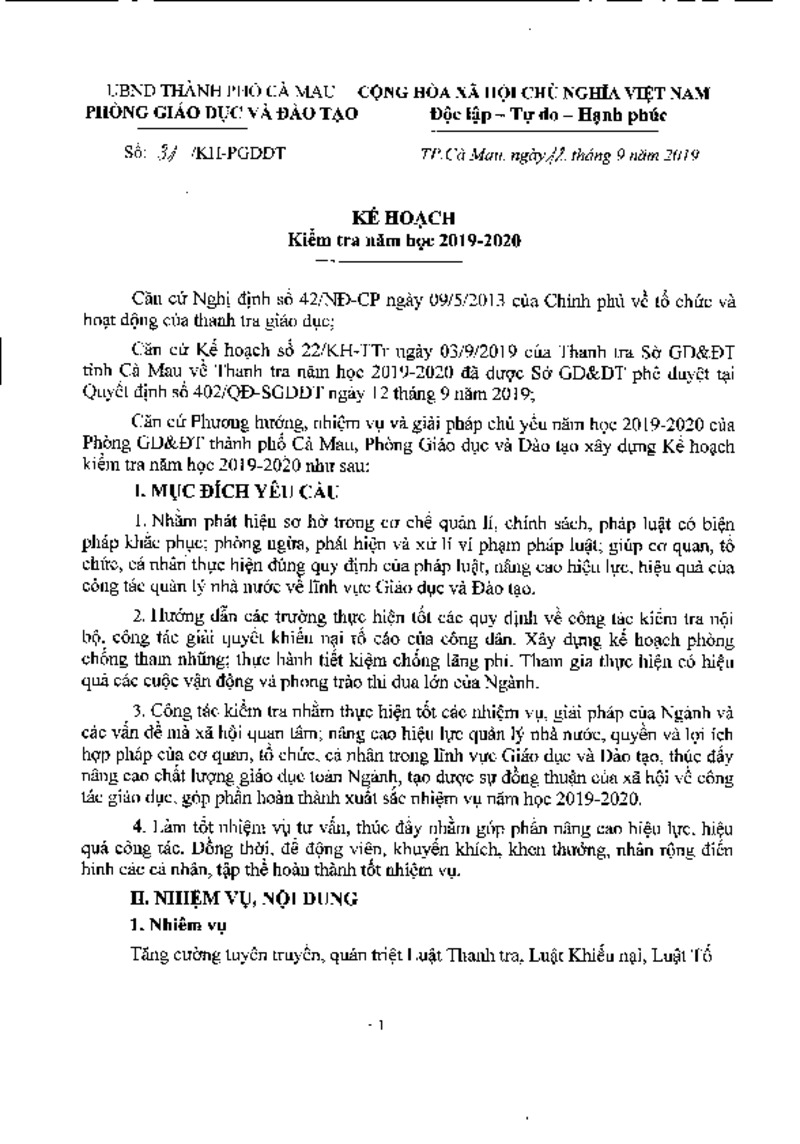 UBND THÀNH PHỐ CÀ MAU CỘNG HÒA XÃ HỘI CHỦ NGHĨA VIỆT NAM
PHÒNG GIÁO DỤC VÀ ĐÀO TẠO Độc lập – Tự do – Hạnh phúc
Số: 31 /KH-PGDĐT TP.Cà Mau, ngày 12 tháng 9 năm 2019
KẾ HOẠCH
Kiểm tra năm học 2019-2020
Căn cứ Nghị định số 42/NĐ-CP ngày 09/5/2013 của Chính phủ về tổ chức và
hoạt động của thanh tra giáo dục;
Căn cứ Kế hoạch số 22/KH-TTr ngày 03/9/2019 của Thanh tra Sở GD&ĐT
tỉnh Cà Mau về Thanh tra năm học 2019-2020 đã được Sở GD&ĐT phê duyệt tại
Quyết định số 402/QĐ-SGDĐT ngày 12 tháng 9 năm 2019;
Căn cứ Phương hướng, nhiệm vụ và giải pháp chủ yếu năm học 2019-2020 của
Phòng GD&ĐT thành phố Cà Mau, Phòng Giáo dục và Đào tạo xây dựng Kế hoạch
kiểm tra năm học 2019-2020 như sau:
I. MỤC ĐÍCH YÊU CẦU
1. Nhằm phát hiện sơ hở trong cơ chế quản lí, chính sách, pháp luật có biện
pháp khắc phục; phòng ngừa, phát hiện và xử lí vi phạm pháp luật; giúp cơ quan, tổ
chức, cá nhân thực hiện đúng quy định của pháp luật, nâng cao hiệu lực, hiệu quả của
công tác quản lý nhà nước về lĩnh vực Giáo dục và Đào tạo.
2. Hướng dẫn các trường thực hiện tốt các quy định về công tác kiểm tra nội
bộ, công tác giải quyết khiếu nại tố cáo của công dân. Xây dựng kế hoạch phòng
chống tham nhũng; thực hành tiết kiệm chống lãng phí. Tham gia thực hiện có hiệu
quả các cuộc vận động và phong trào thi đua lớn của Ngành.
3. Công tác kiểm tra nhằm thực hiện tốt các nhiệm vụ, giải pháp của Ngành và
các vấn đề mà xã hội quan tâm; nâng cao hiệu lực quản lý nhà nước, quyền và lợi ích
hợp pháp của cơ quan, tổ chức, cá nhân trong lĩnh vực Giáo dục và Đào tạo, thúc đẩy
nâng cao chất lượng giáo dục toàn Ngành, tạo được sự đồng thuận của xã hội về công
tác giáo dục, góp phần hoàn thành xuất sắc nhiệm vụ năm học 2019-2020.
4. Làm tốt nhiệm vụ tư vấn, thúc đẩy nhằm góp phần nâng cao hiệu lực, hiệu
quả công tác. Đồng thời, để động viên, khuyến khích, khen thưởng, nhân rộng điển
hình các cá nhân, tập thể hoàn thành tốt nhiệm vụ.
II. NHIỆM VỤ, NỘI DUNG
1. Nhiêm vụ
Tăng cường tuyên truyền, quán triệt Luật Thanh tra, Luật Khiếu nại, Luật Tố
- 1